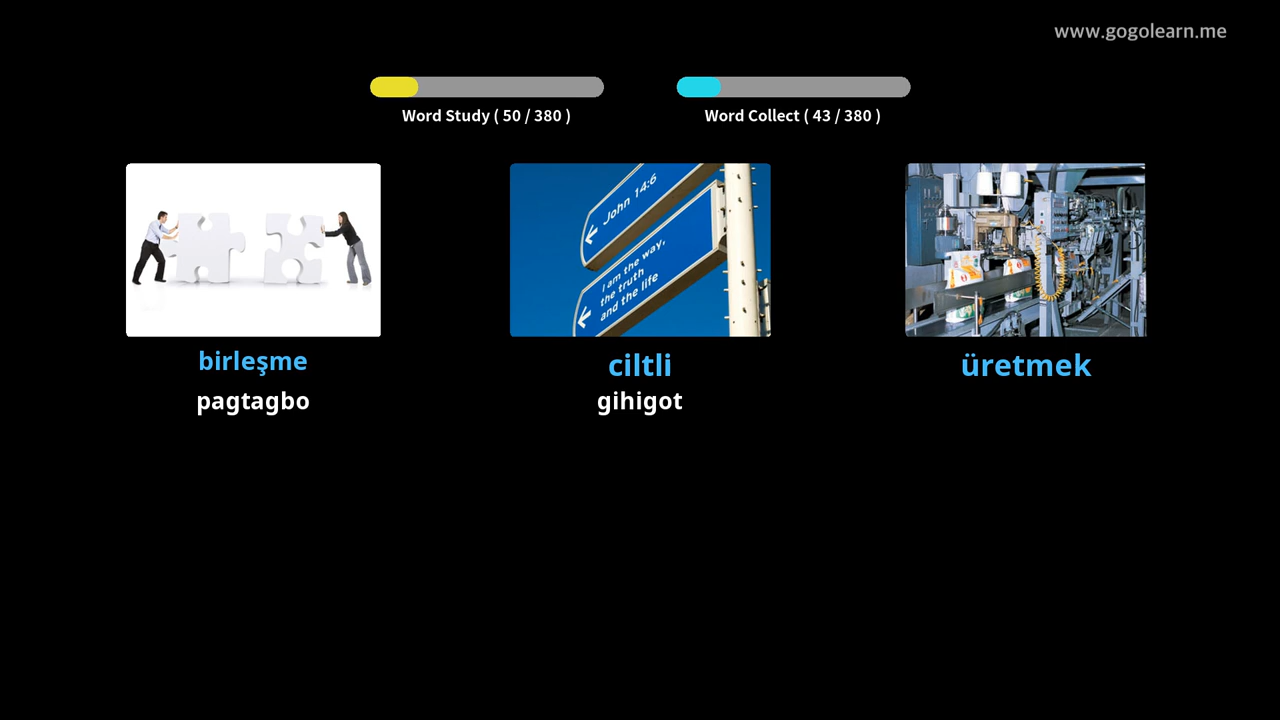 www.gogolearn.me
Word Study ( 50 / 380 )
Word Collect ( 43 / 380 )
John 14:6
I am the way,
the truth
and the life
birleşme
ciltli
üretmek
pagtagbo
gihigot